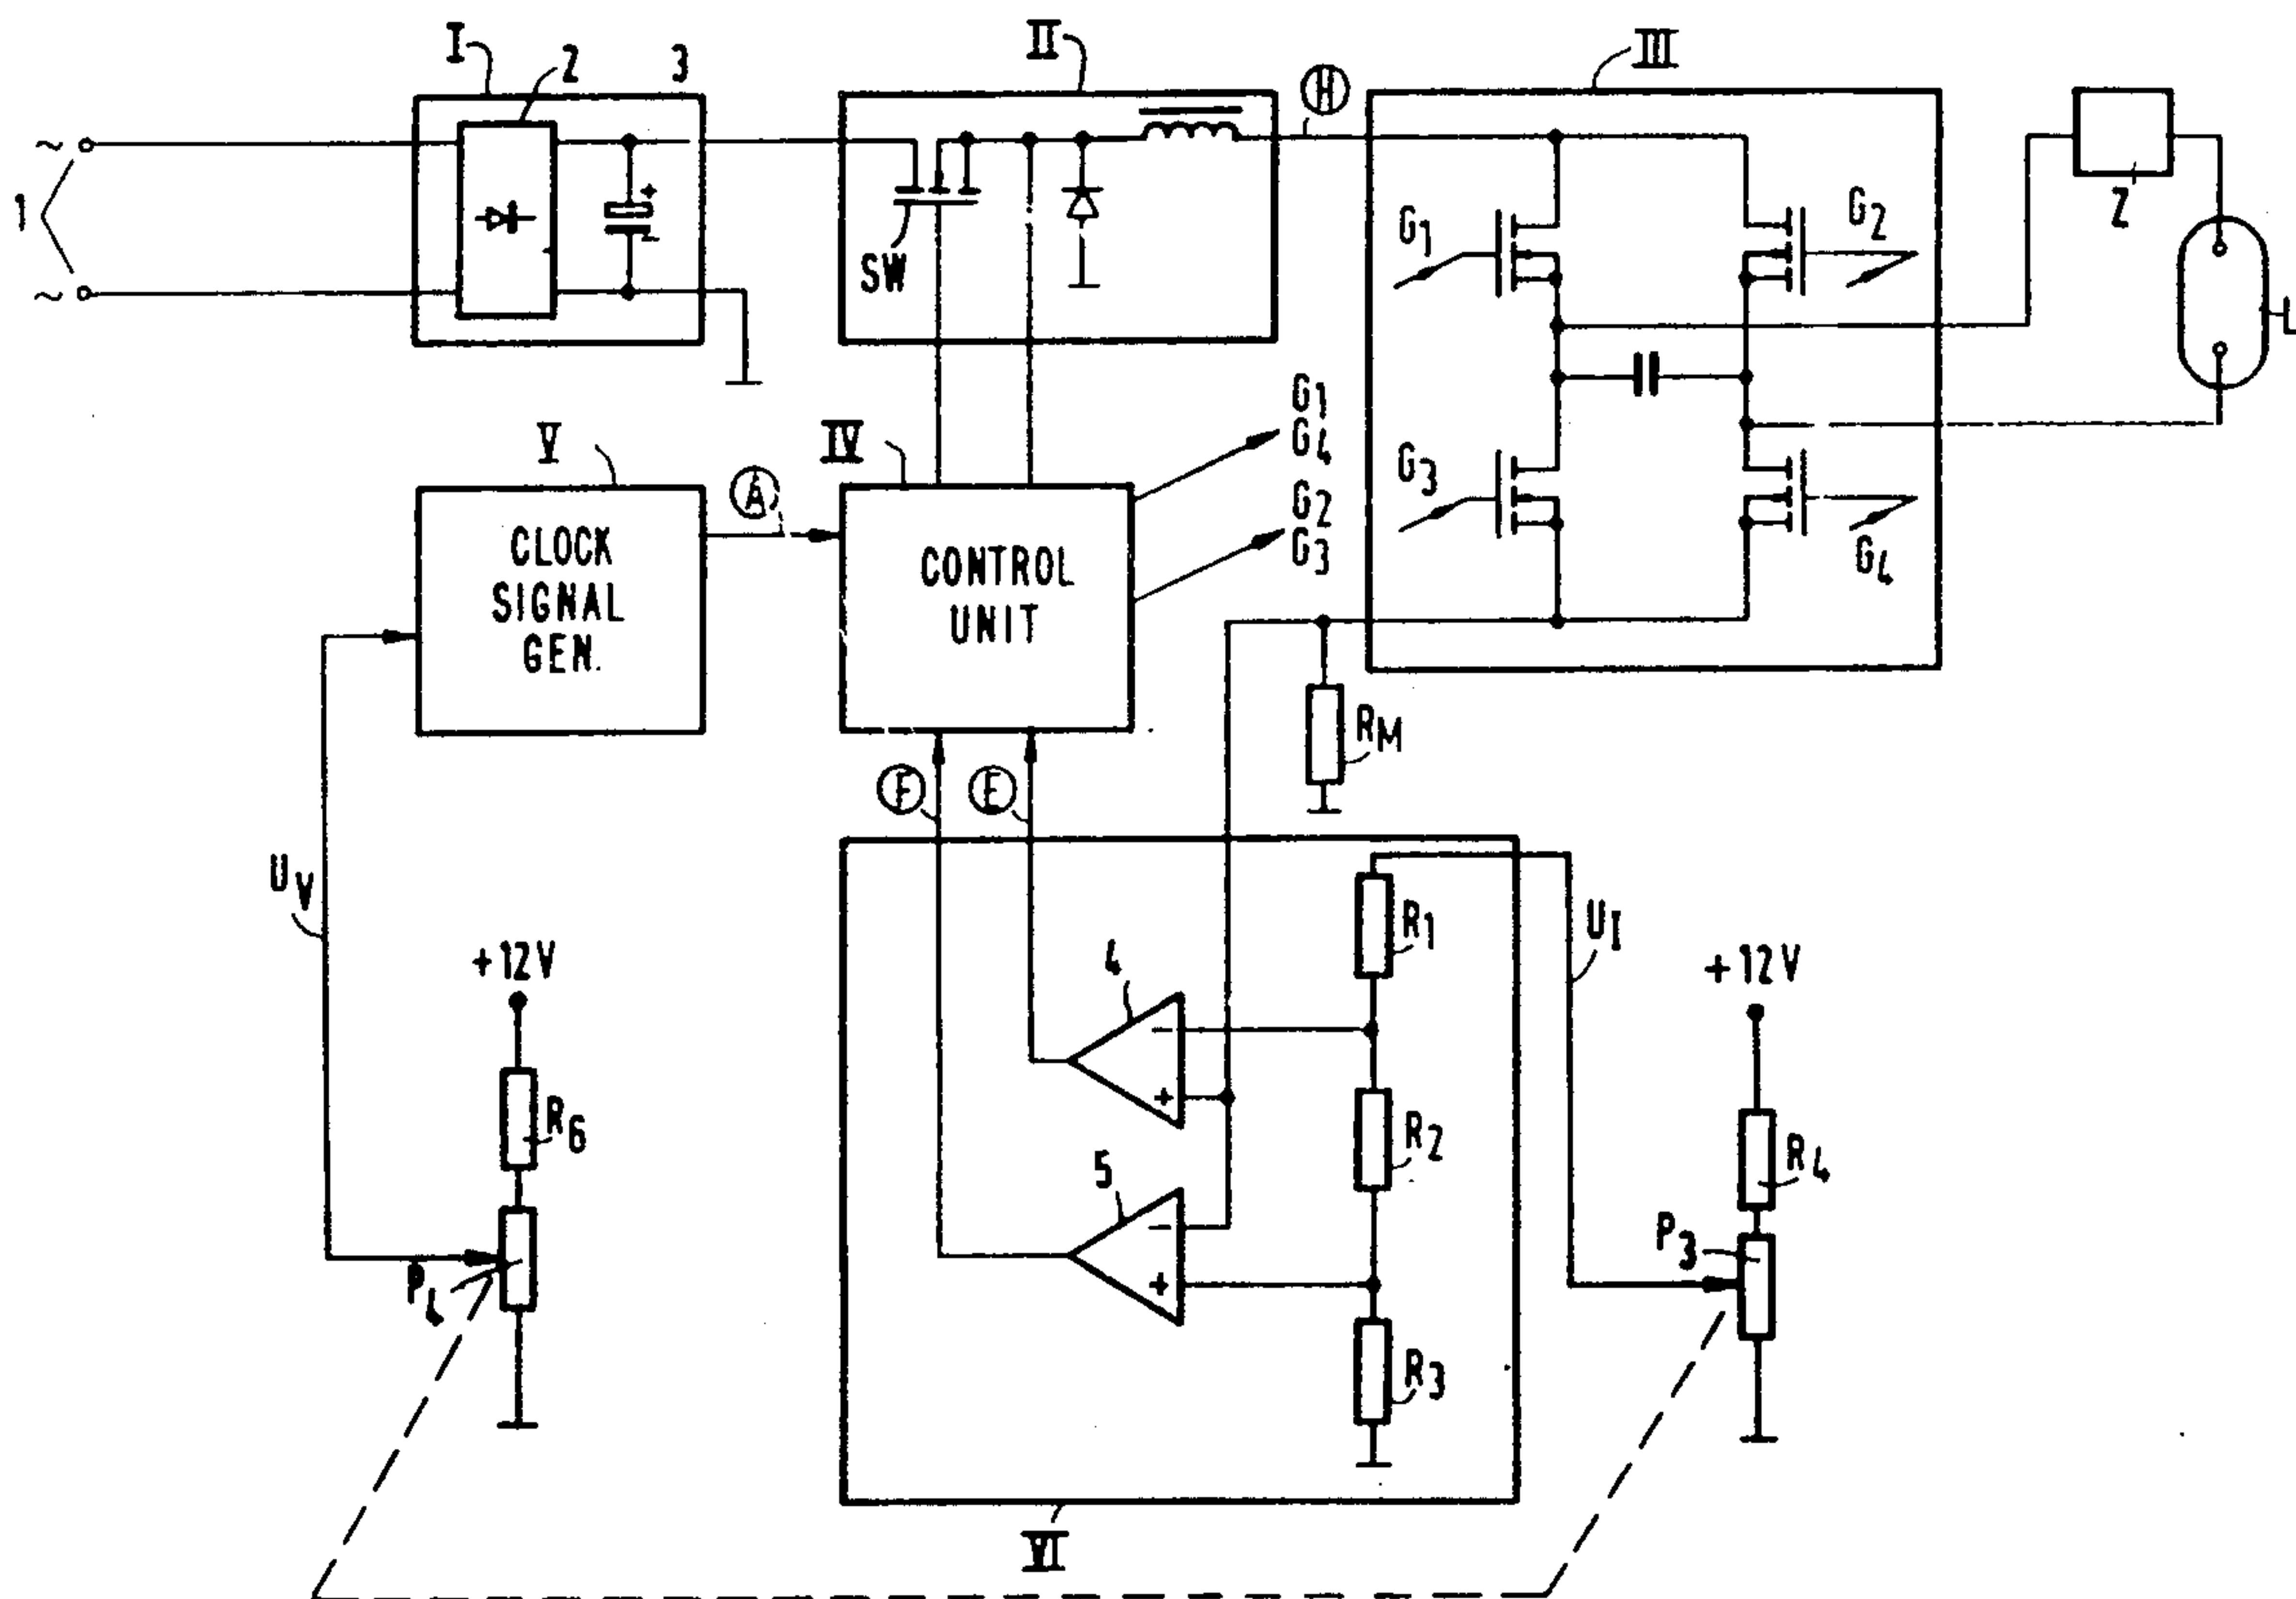 I
2
3
II
H
III
~
1
~
+
-
SW
G1
G2
Z
L
G3
G4
V
A
IV
G1
G4
G2
G3
CLOCK
SIGNAL
GEN.
CONTROL
UNIT
RM
F
E
UV
+12V
R6
P4
4
-
+
5
-
+
R1
R2
R3
UI
+12V
R4
P3
VI